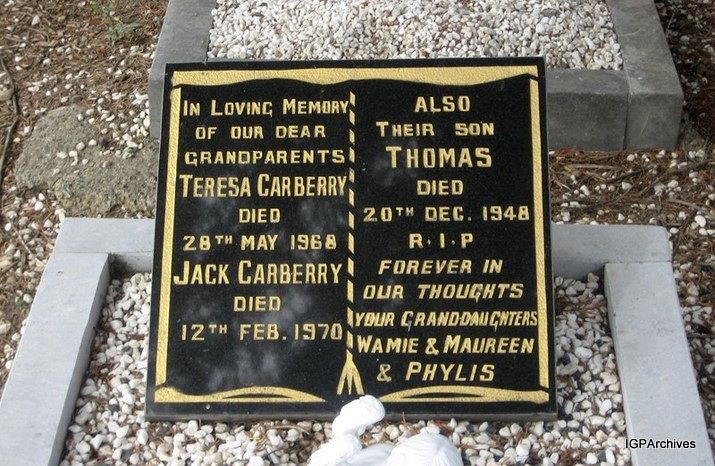 IN LOVING MEMORY
OF OUR DEAR
GRANDPARENTS
TERESA CARBERRY
DIED
28TH MAY 1968
JACK CARBERRY
DIED
12TH FEB. 1970
ALSO
THEIR SON
THOMAS
DIED
20TH DEC. 1948
R.I.P
FOREVER IN
OUR THOUGHTS
YOUR GRANDDAUGHTERS
WAMIE & MAUREEN
& PHYLIS
IGPArchives